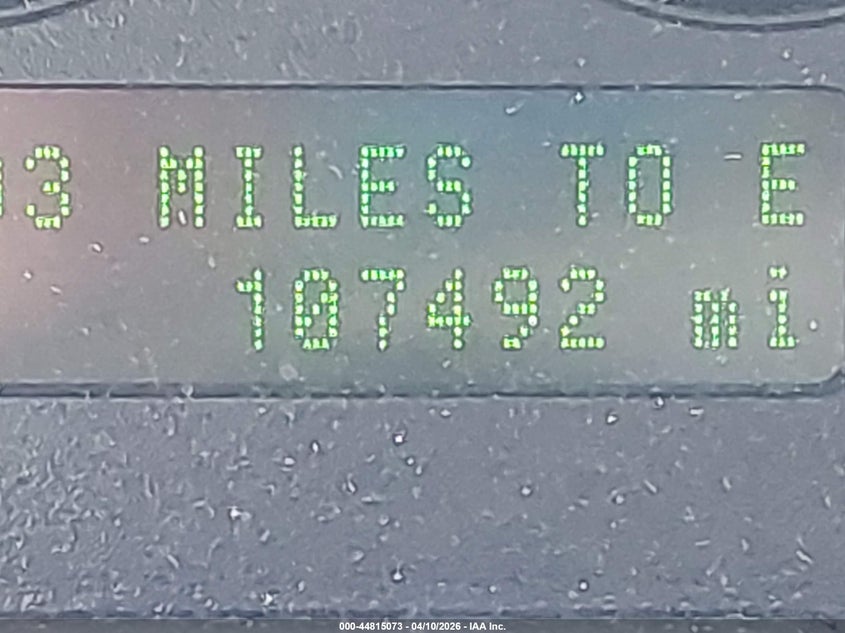 3 MILES TO E
107492 mi
000-44815073 - 04/10/2026 - IAA Inc.